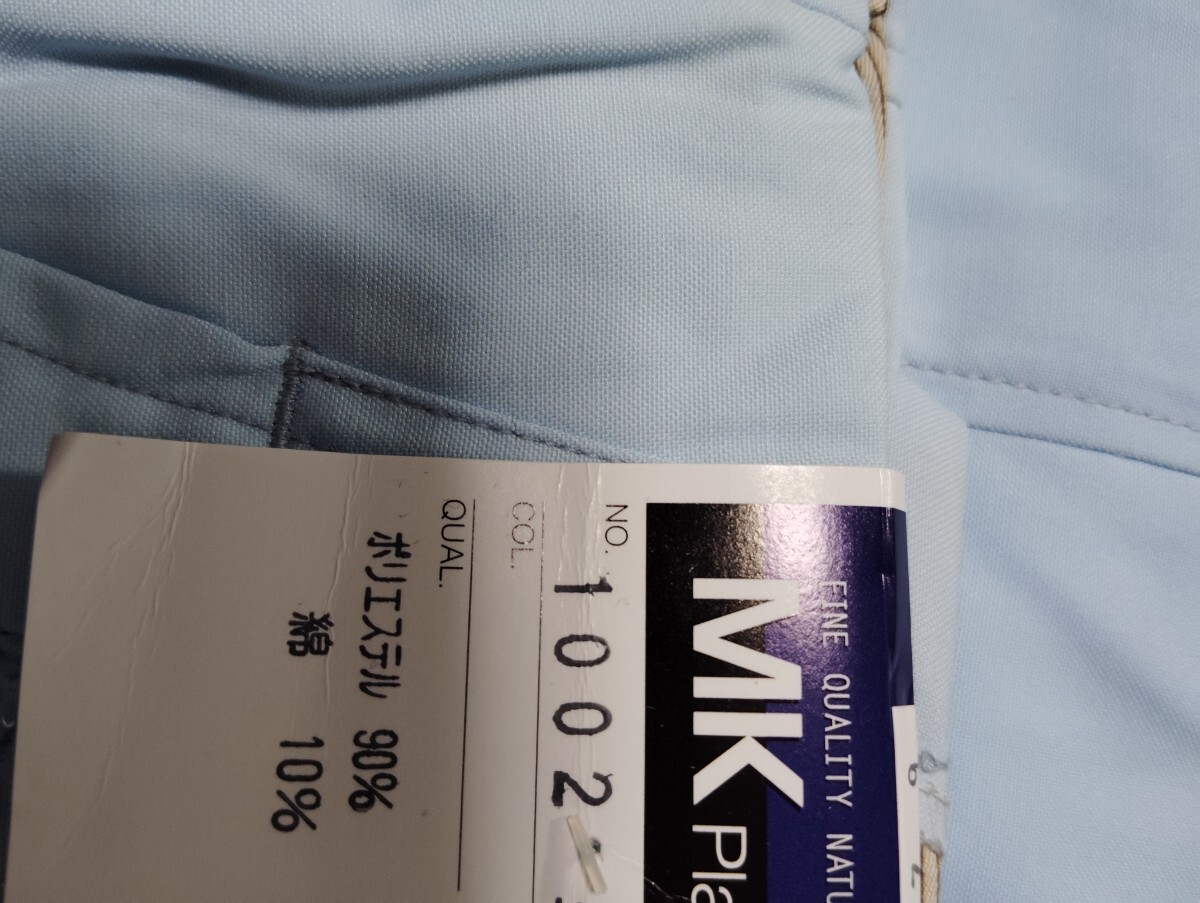 FINE QUALITY. NATU
MK Pla
NO. 1002
COL.
QUAL.
ポリエステル 90%
綿 10%